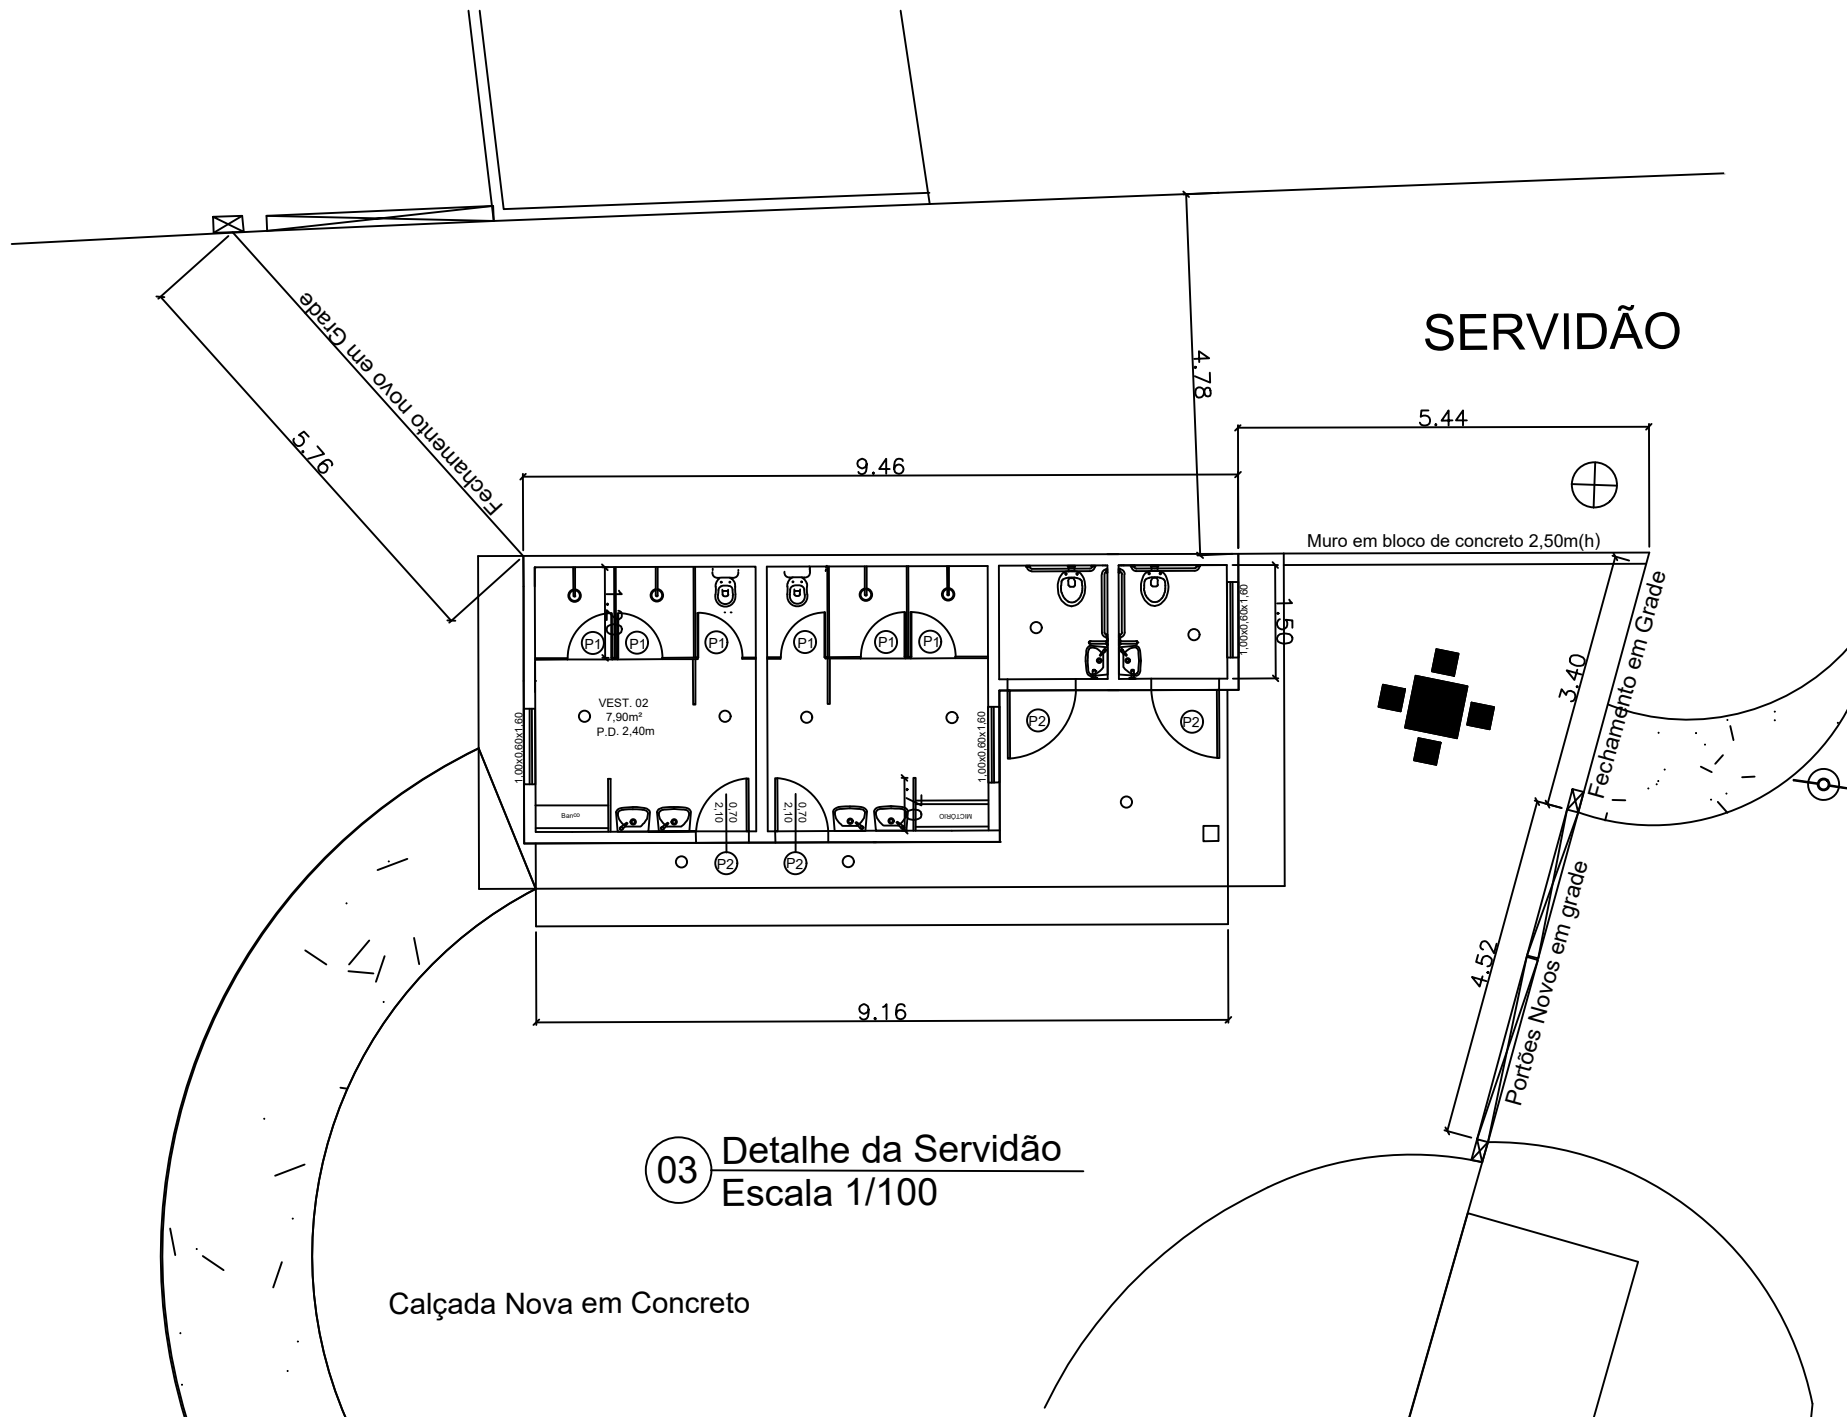 SERVIDÃO
4.78
5.44
Fechamento novo em Grade
5.76
9.46
Muro em bloco de concreto 2,50m(h)
1,00x0,60x1,60
1.50
P1
P1
P1
P1
P1
P1
Fechamento em Grade
3.40
VEST. 02
7,90m²
P.D. 2,40m
1,00x0,60x1,60
1,00x0,60x1,60
P2
P2
Banco
0,70
2,10
0,70
2,10
MICTÓRIO
P2
P2
4.52
Portões Novos em grade
9.16
03
Detalhe da Servidão
Escala 1/100
Calçada Nova em Concreto